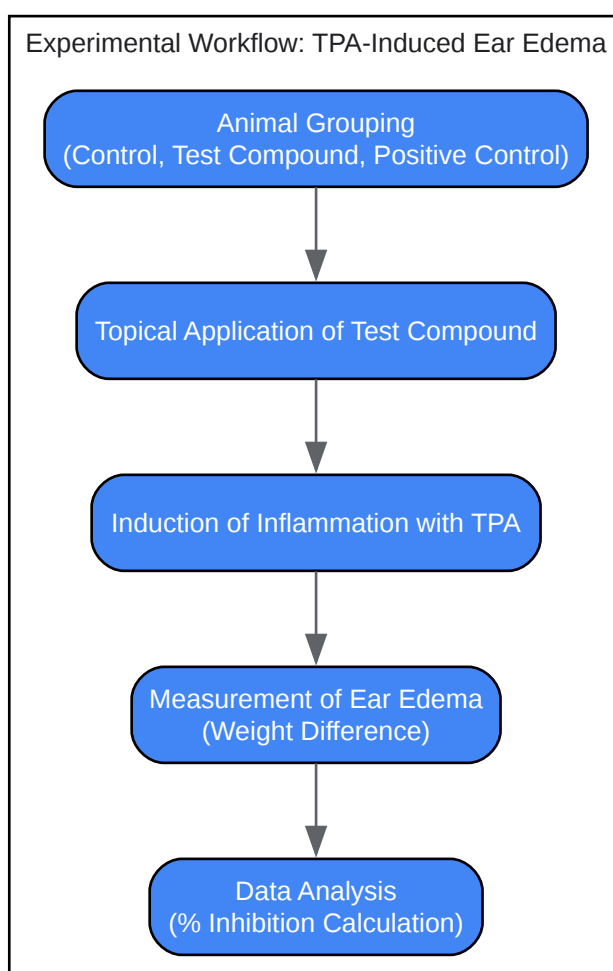 Experimental Workflow: TPA-Induced Ear Edema
Animal Grouping
(Control, Test Compound, Positive Control)
Topical Application of Test Compound
Induction of Inflammation with TPA
Measurement of Ear Edema
(Weight Difference)
Data Analysis
(% Inhibition Calculation)